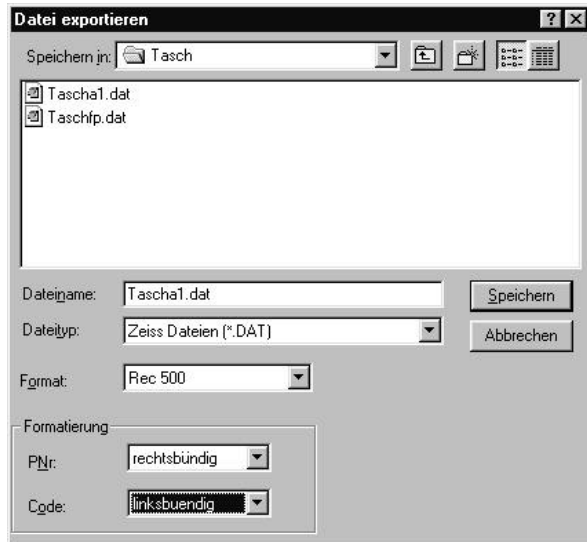 Datei exportieren
Speichern in: Tasch
Tascha1.dat
Taschfp.dat
Dateiname: Tascha1.dat Speichern
Dateityp: Zeiss Dateien (*.DAT) Abbrechen
Format: Rec 500
Formatierung
PNr: rechtsbündig
Code: linksbuendig